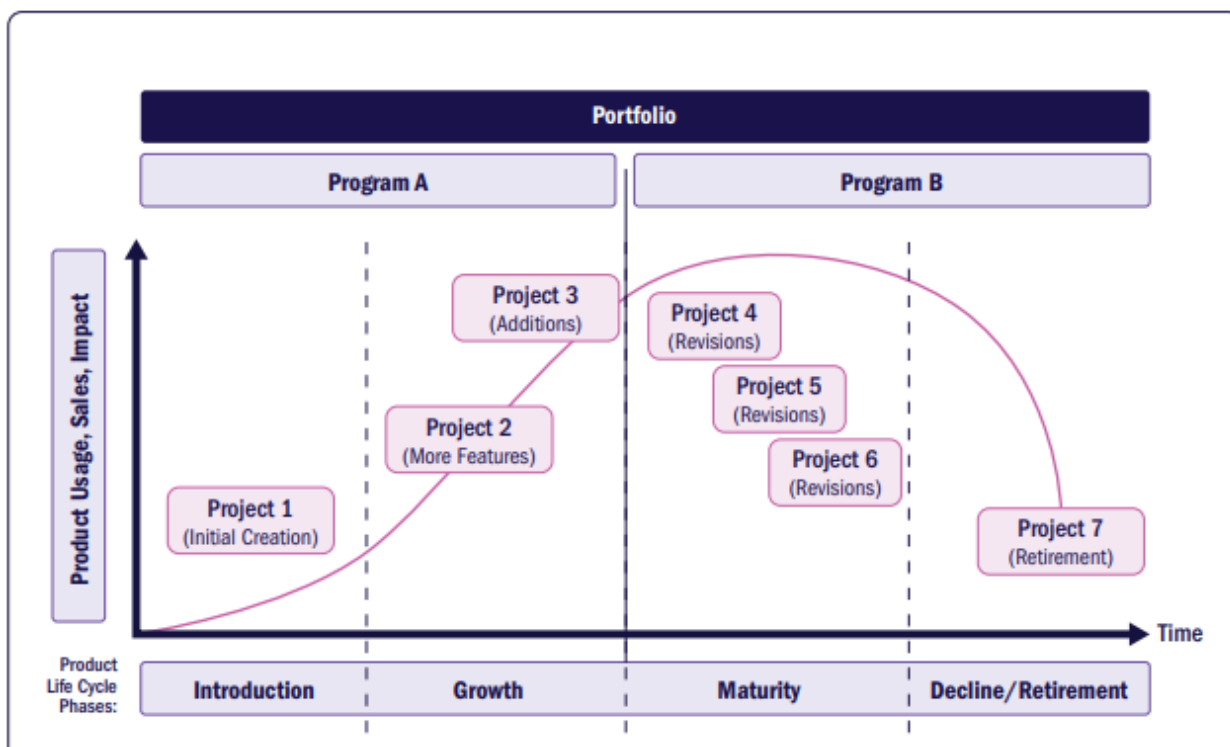 Portfolio
Program A
Program B
Product Usage, Sales, Impact
Project 3
(Additions)
Project 4
(Revisions)
Project 5
(Revisions)
Project 2
(More Features)
Project 6
(Revisions)
Project 1
(Initial Creation)
Project 7
(Retirement)
Time
Product
Life Cycle
Phases:
Introduction
Growth
Maturity
Decline/Retirement